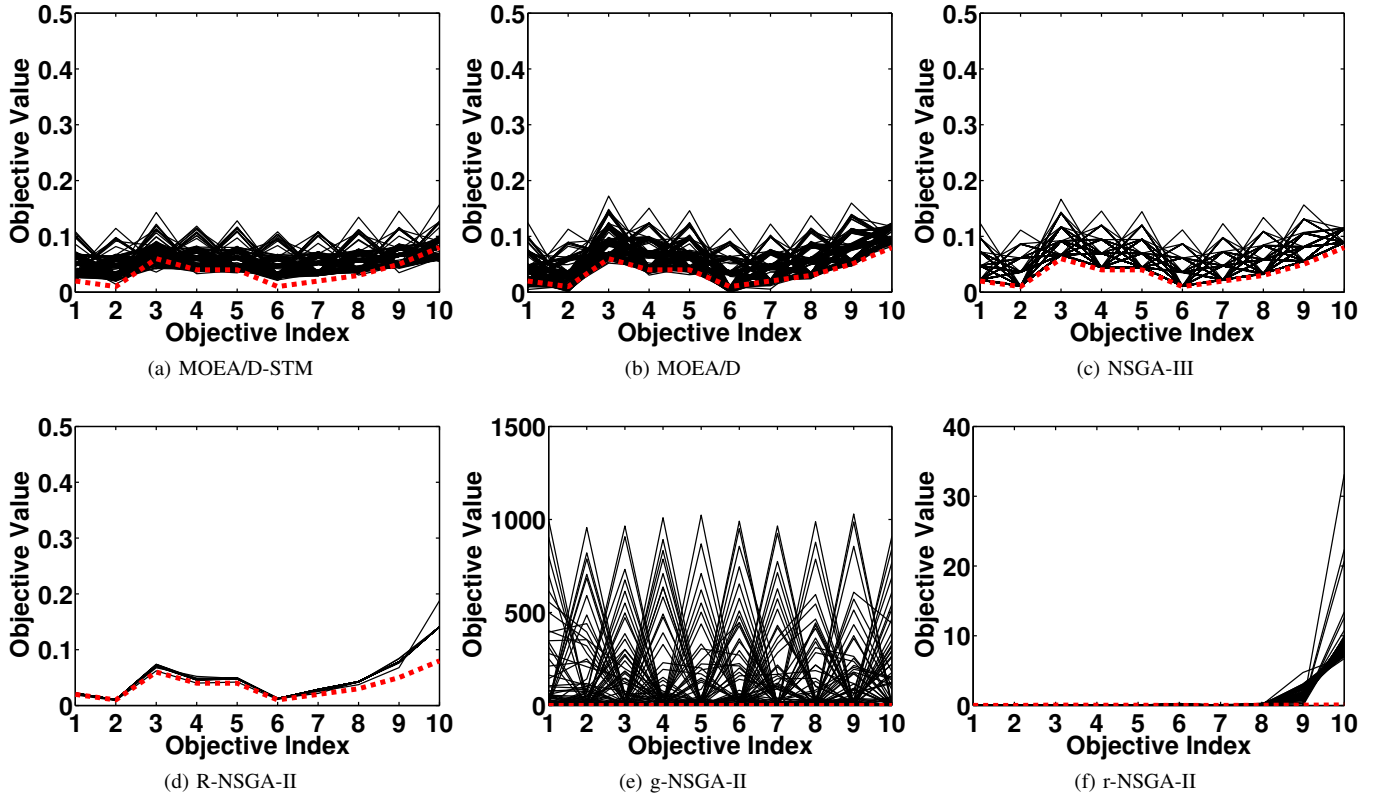 0.5
0.4
0.3
0.2
0.1
0
Objective Value
1 2 3 4 5 6 7 8 9 10
Objective Index
(a) MOEA/D-STM
0.5
0.4
0.3
0.2
0.1
0
Objective Value
1 2 3 4 5 6 7 8 9 10
Objective Index
(b) MOEA/D
0.5
0.4
0.3
0.2
0.1
0
Objective Value
1 2 3 4 5 6 7 8 9 10
Objective Index
(c) NSGA-III
0.5
0.4
0.3
0.2
0.1
0
Objective Value
1 2 3 4 5 6 7 8 9 10
Objective Index
(d) R-NSGA-II
1500
1000
500
0
Objective Value
1 2 3 4 5 6 7 8 9 10
Objective Index
(e) g-NSGA-II
40
30
20
10
0
Objective Value
1 2 3 4 5 6 7 8 9 10
Objective Index
(f) r-NSGA-II